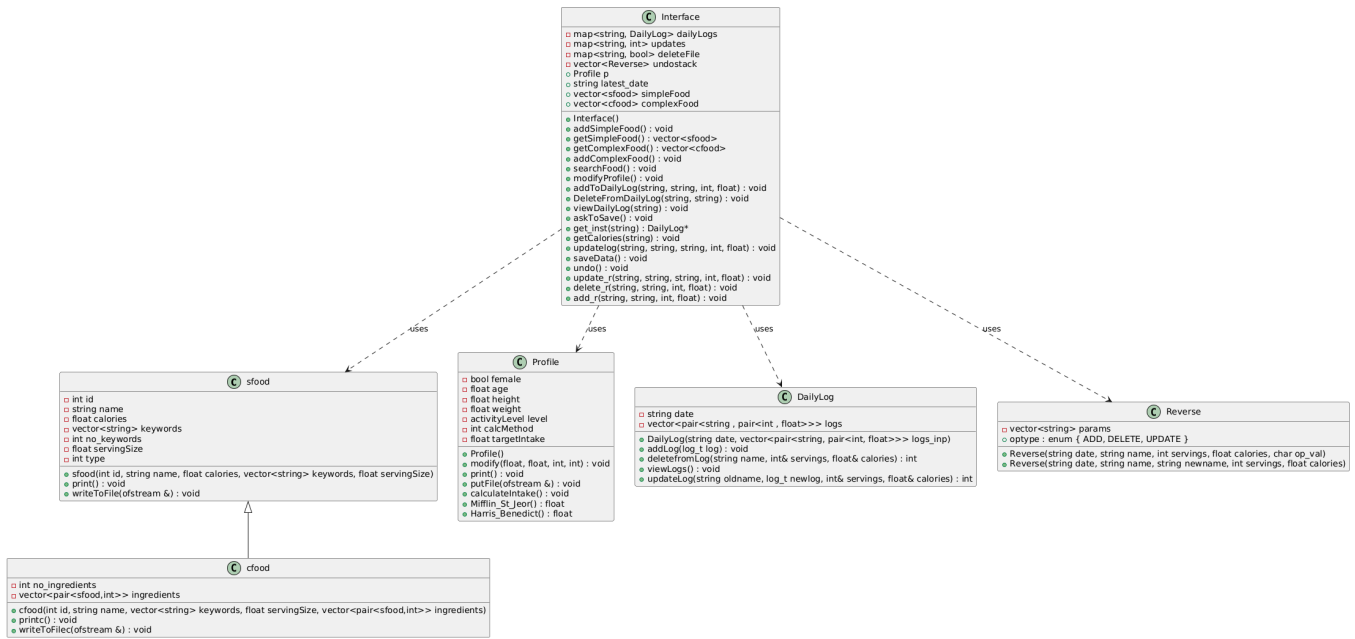 C Interface
map<string, DailyLog> dailyLogs
map<string, int> updates
map<string, bool> deleteFile
vector<Reverse> undostack
Profile p
string latest_date
vector<sfood> simpleFood
vector<cfood> complexFood
Interface()
addSimpleFood() : void
getSimpleFood() : vector<sfood>
getComplexFood() : vector<cfood>
addComplexFood() : void
searchFood() : void
modifyProfile() : void
addToDailyLog(string, string, int, float) : void
DeleteFromDailyLog(string, string) : void
viewDailyLog(string) : void
askToSave() : void
get_inst(string) : DailyLog*
getCalories(string) : void
updatelog(string, string, string, int, float) : void
saveData() : void
undo() : void
update_r(string, string, string, int, float) : void
delete_r(string, string, int, float) : void
add_r(string, string, int, float) : void
uses
uses
uses
uses
C sfood
int id
string name
float calories
vector<string> keywords
int no_keywords
float servingSize
int type
sfood(int id, string name, float calories, vector<string> keywords, float servingSize)
print() : void
writeToFile(ofstream &) : void
C Profile
bool female
float age
float height
float weight
activityLevel level
int calcMethod
float targetIntake
Profile()
modify(float, float, int, int) : void
print() : void
putFile(ofstream &) : void
calculateIntake() : void
Mifflin_St_Jeor() : float
Harris_Benedict() : float
C DailyLog
string date
vector<pair<string , pair<int , float>>> logs
DailyLog(string date, vector<pair<string, pair<int, float>>> logs_inp)
addLog(log_t log) : void
deletefromLog(string name, int& servings, float& calories) : int
viewLogs() : void
updateLog(string oldname, log_t newlog, int& servings, float& calories) : int
C Reverse
vector<string> params
optype : enum { ADD, DELETE, UPDATE }
Reverse(string date, string name, int servings, float calories, char op_val)
Reverse(string date, string name, string newname, int servings, float calories)
C cfood
int no_ingredients
vector<pair<sfood,int>> ingredients
cfood(int id, string name, vector<string> keywords, float servingSize, vector<pair<sfood,int>> ingredients)
printc() : void
writeToFilec(ofstream &) : void